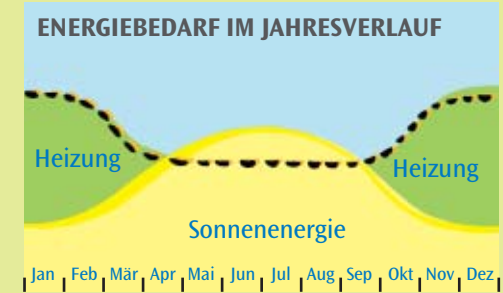 ENERGIEBEDARF IM JAHRESVERLAUF
Heizung
Heizung
Sonnenenergie
Jan Feb Mär Apr Mai Jun Jul Aug Sep Okt Nov Dez